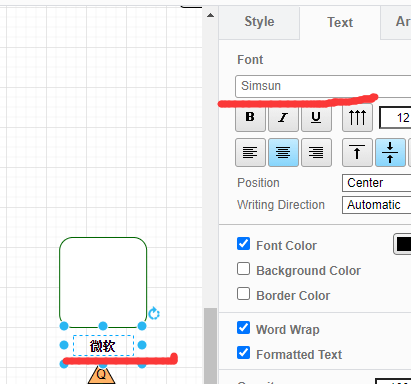 Style
Text
Ar
Font
Simsun
B I U
12
Position
Center
Writing Direction
Automatic
Font Color
Background Color
Border Color
Word Wrap
Formatted Text
微软
Q